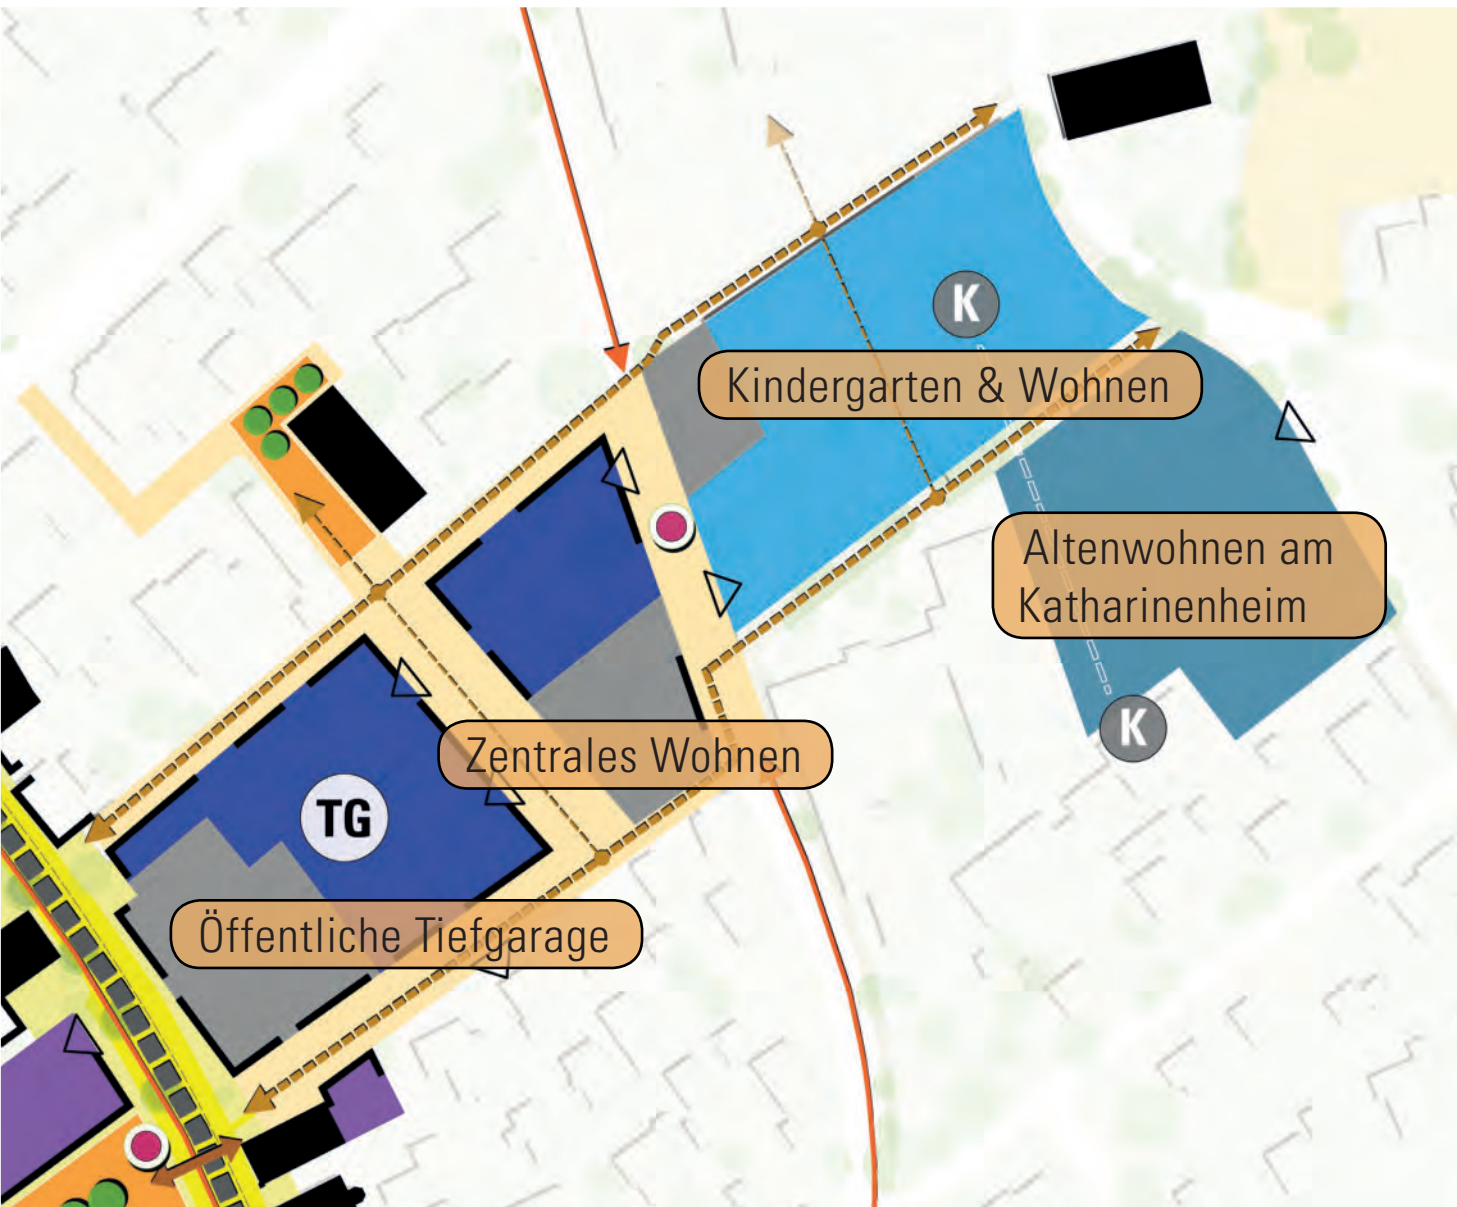 K
Kindergarten & Wohnen
Altenwohnen am
Katharinenheim
K
Zentrales Wohnen
TG
Öffentliche Tiefgarage